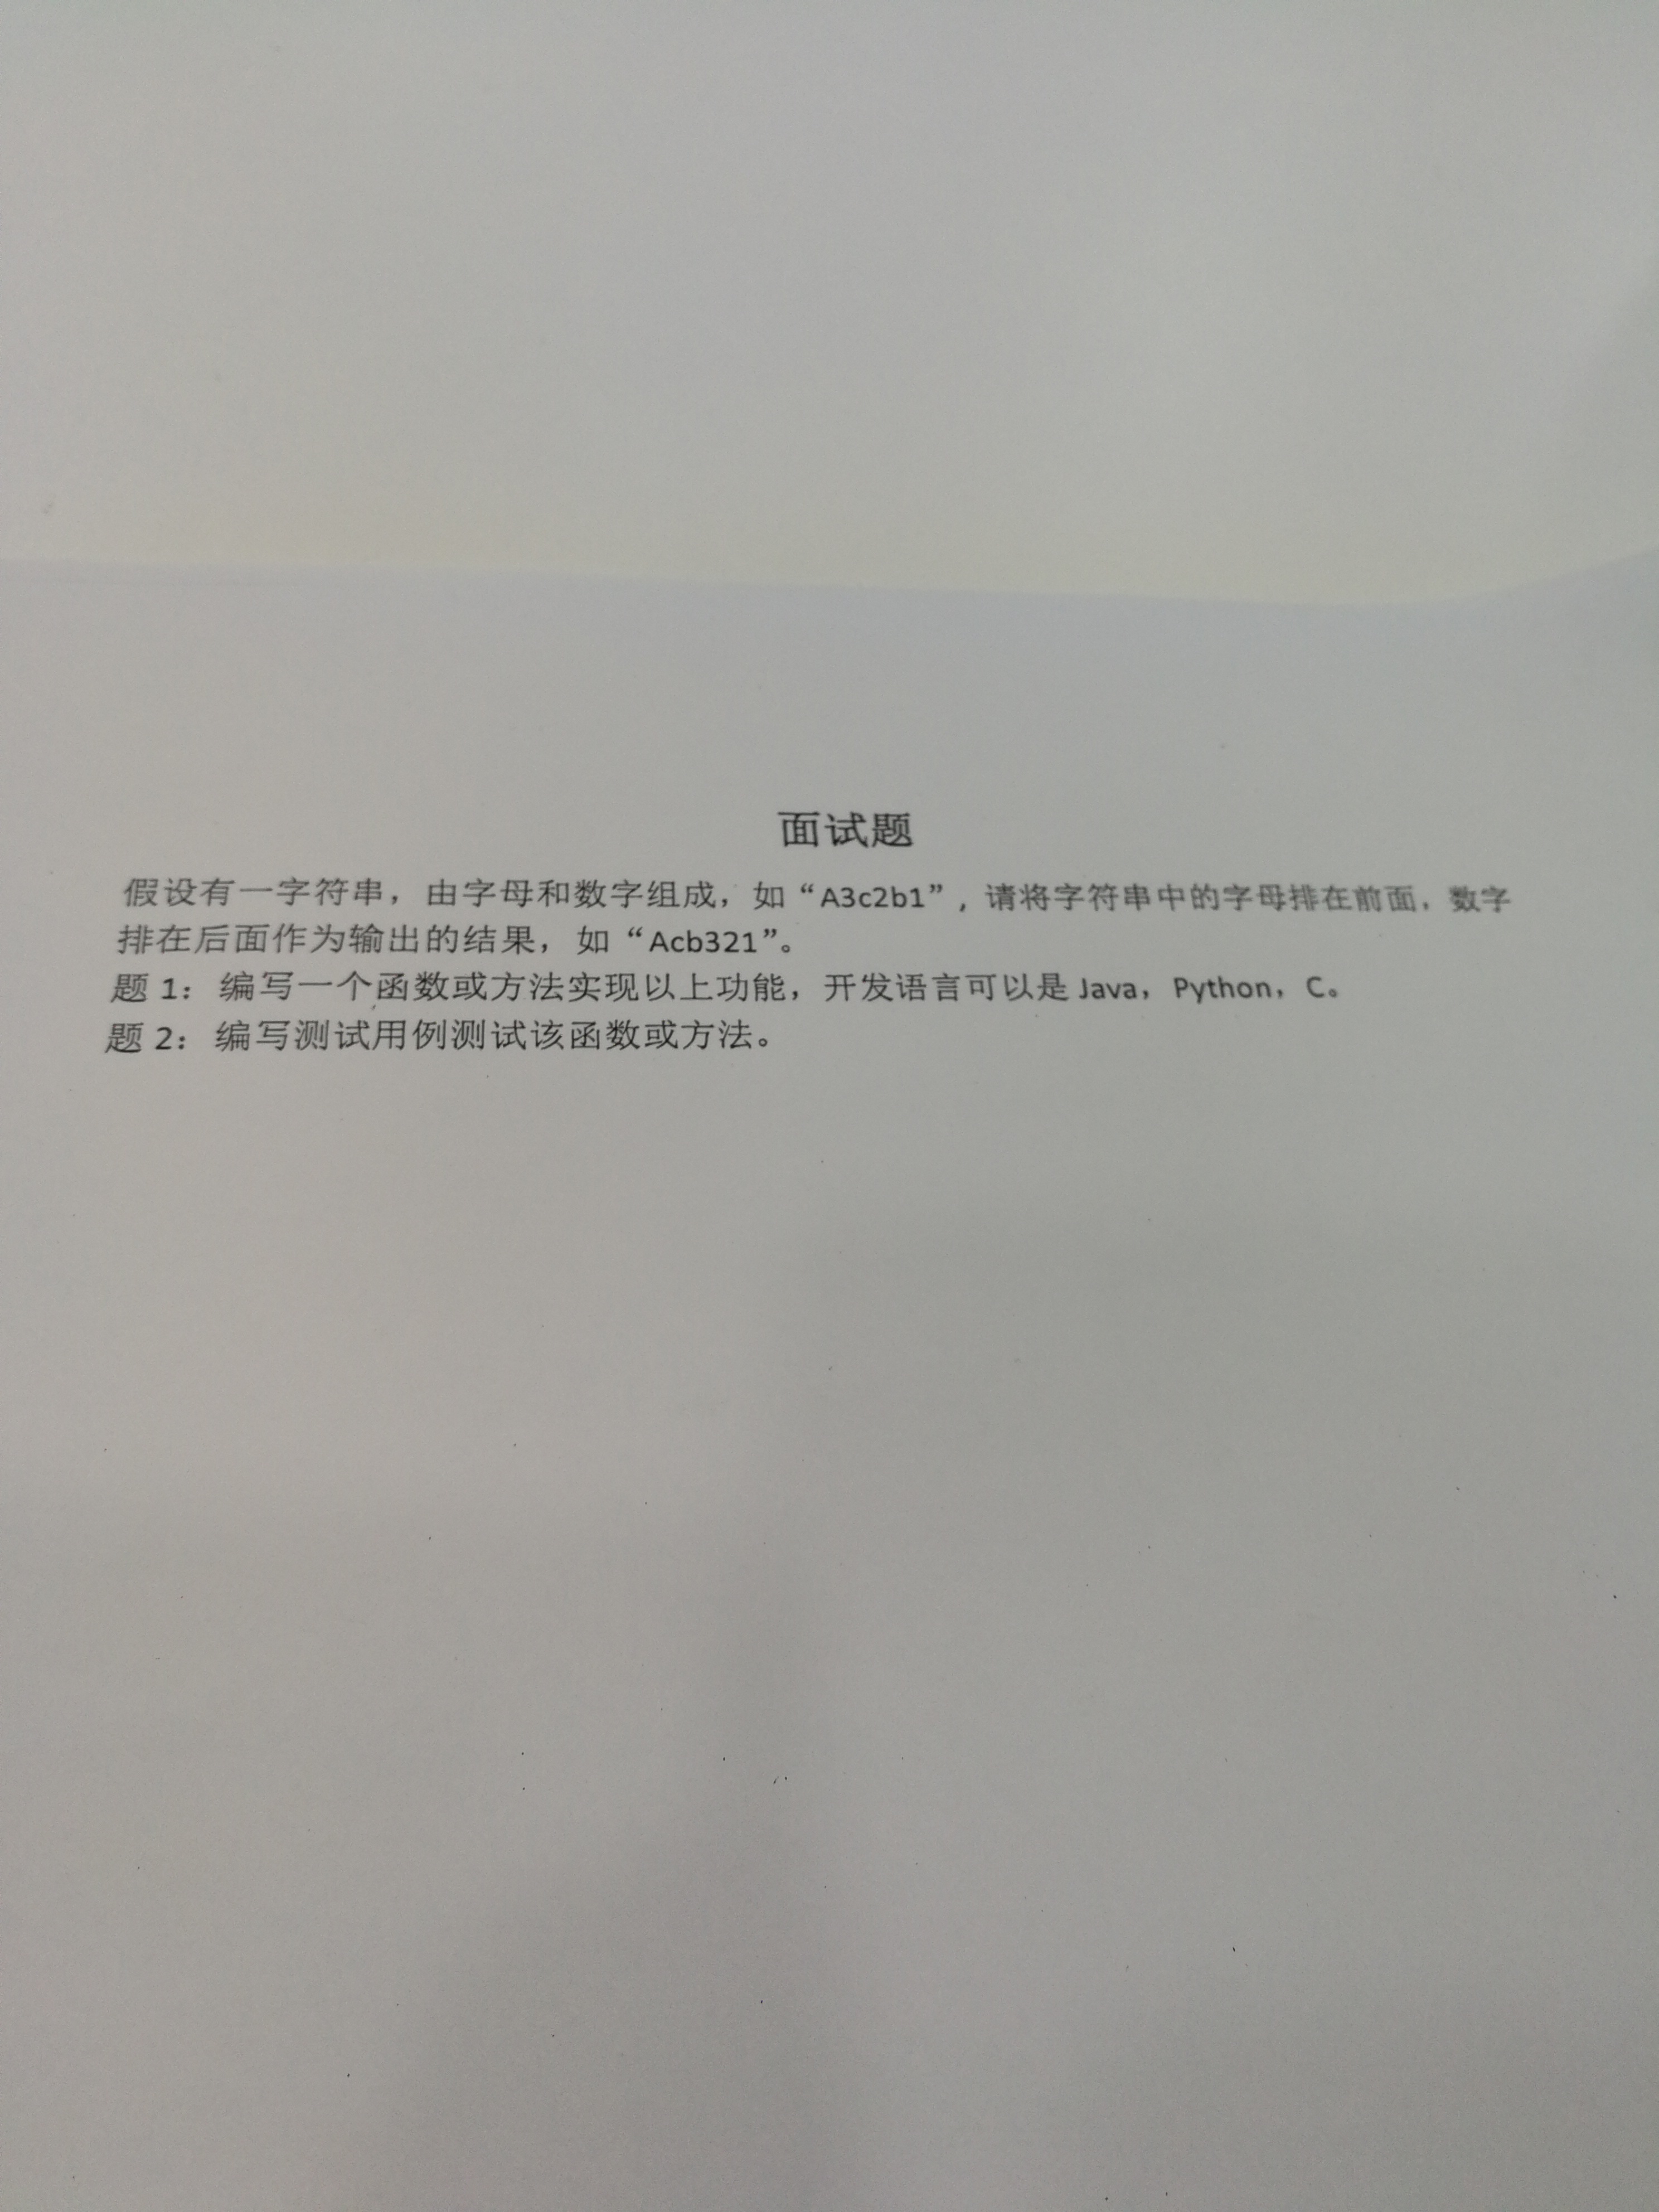 面试题
假设有一字符串，由字母和数字组成，如“A3c2b1”，请将字符串中的字母排在前面，数字
排在后面作为输出的结果，如“Acb321”。
题 1：编写一个函数或方法实现以上功能，开发语言可以是 Java，Python，C。
题 2：编写测试用例测试该函数或方法。